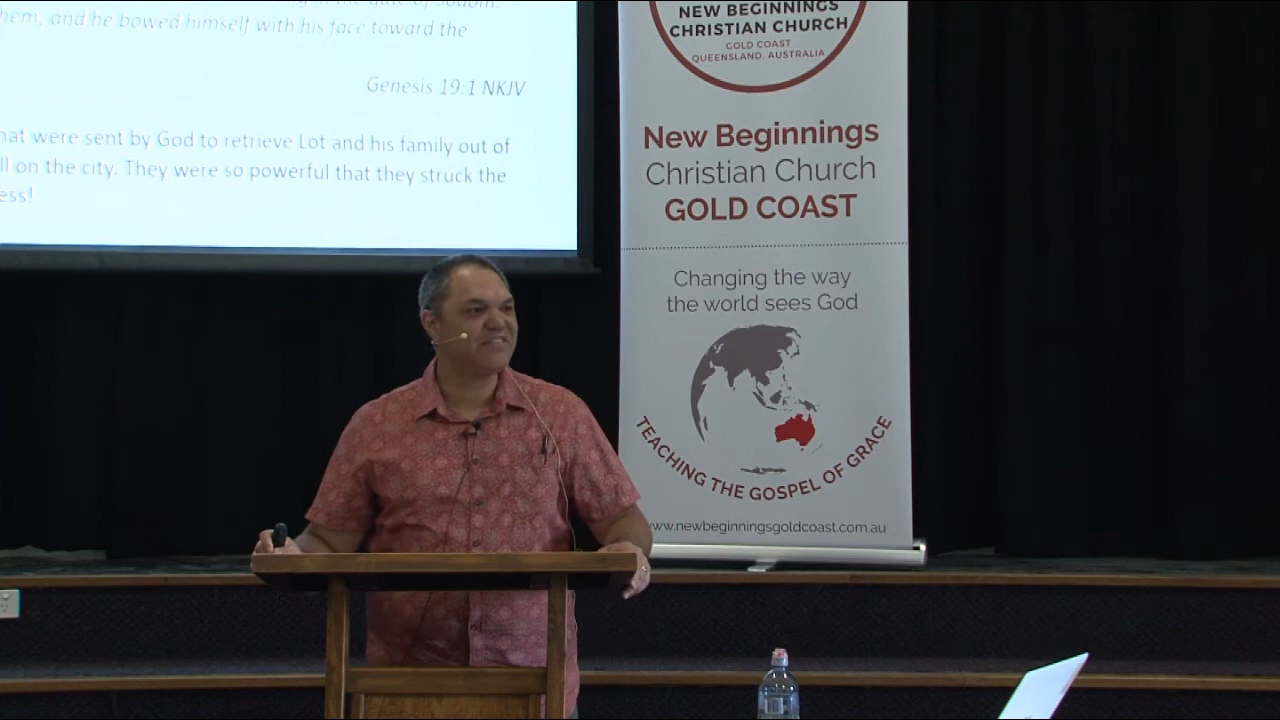 hem, and he bowed himself with his face toward the
Genesis 19:1 NKJV
hat were sent by God to retrieve Lot and his family out of
ll on the city. They were so powerful that they struck the
ess!
NEW BEGINNINGS
CHRISTIAN CHURCH
GOLD COAST
QUEENSLAND, AUSTRALIA
New Beginnings
Christian Church
GOLD COAST
Changing the way
the world sees God
TEACHING THE GOSPEL OF GRACE
www.newbeginningsgoldcoast.com.au